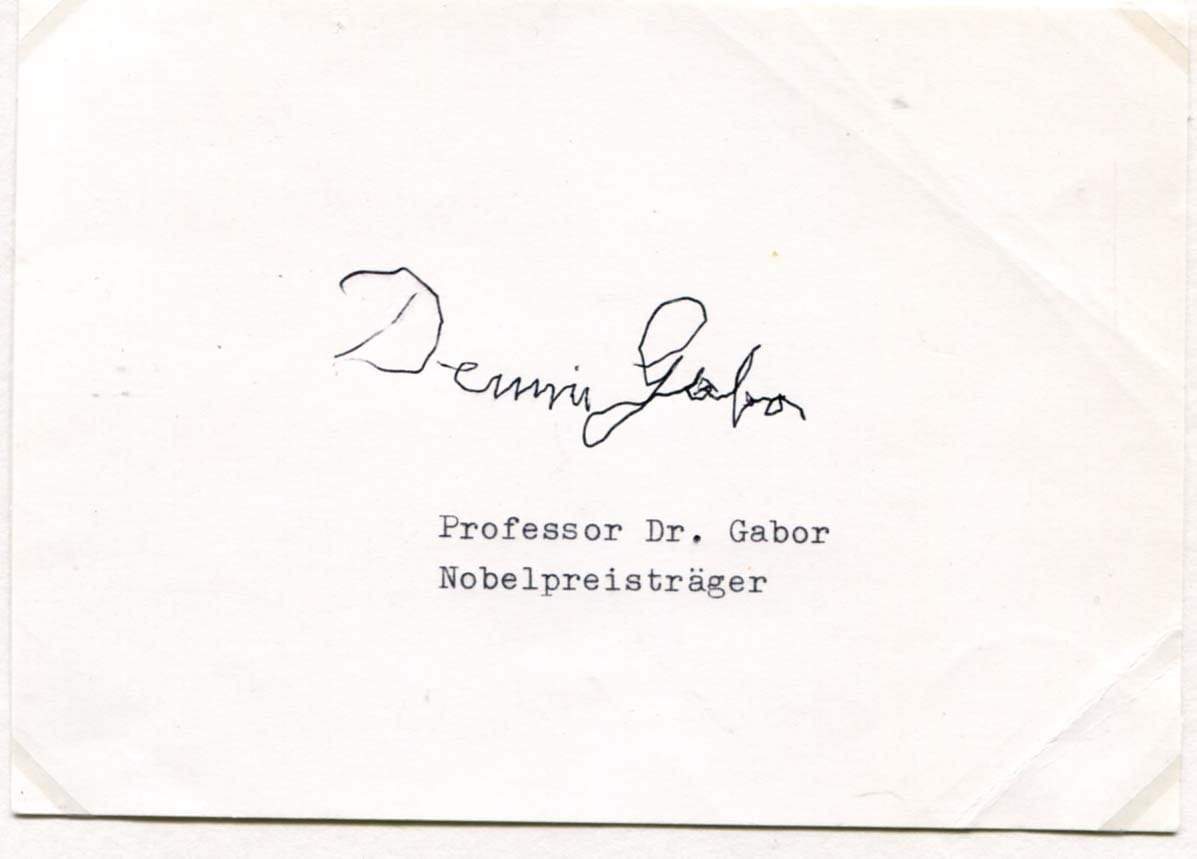 Dennis Gabor
Professor Dr. Gabor
Nobelpreisträger